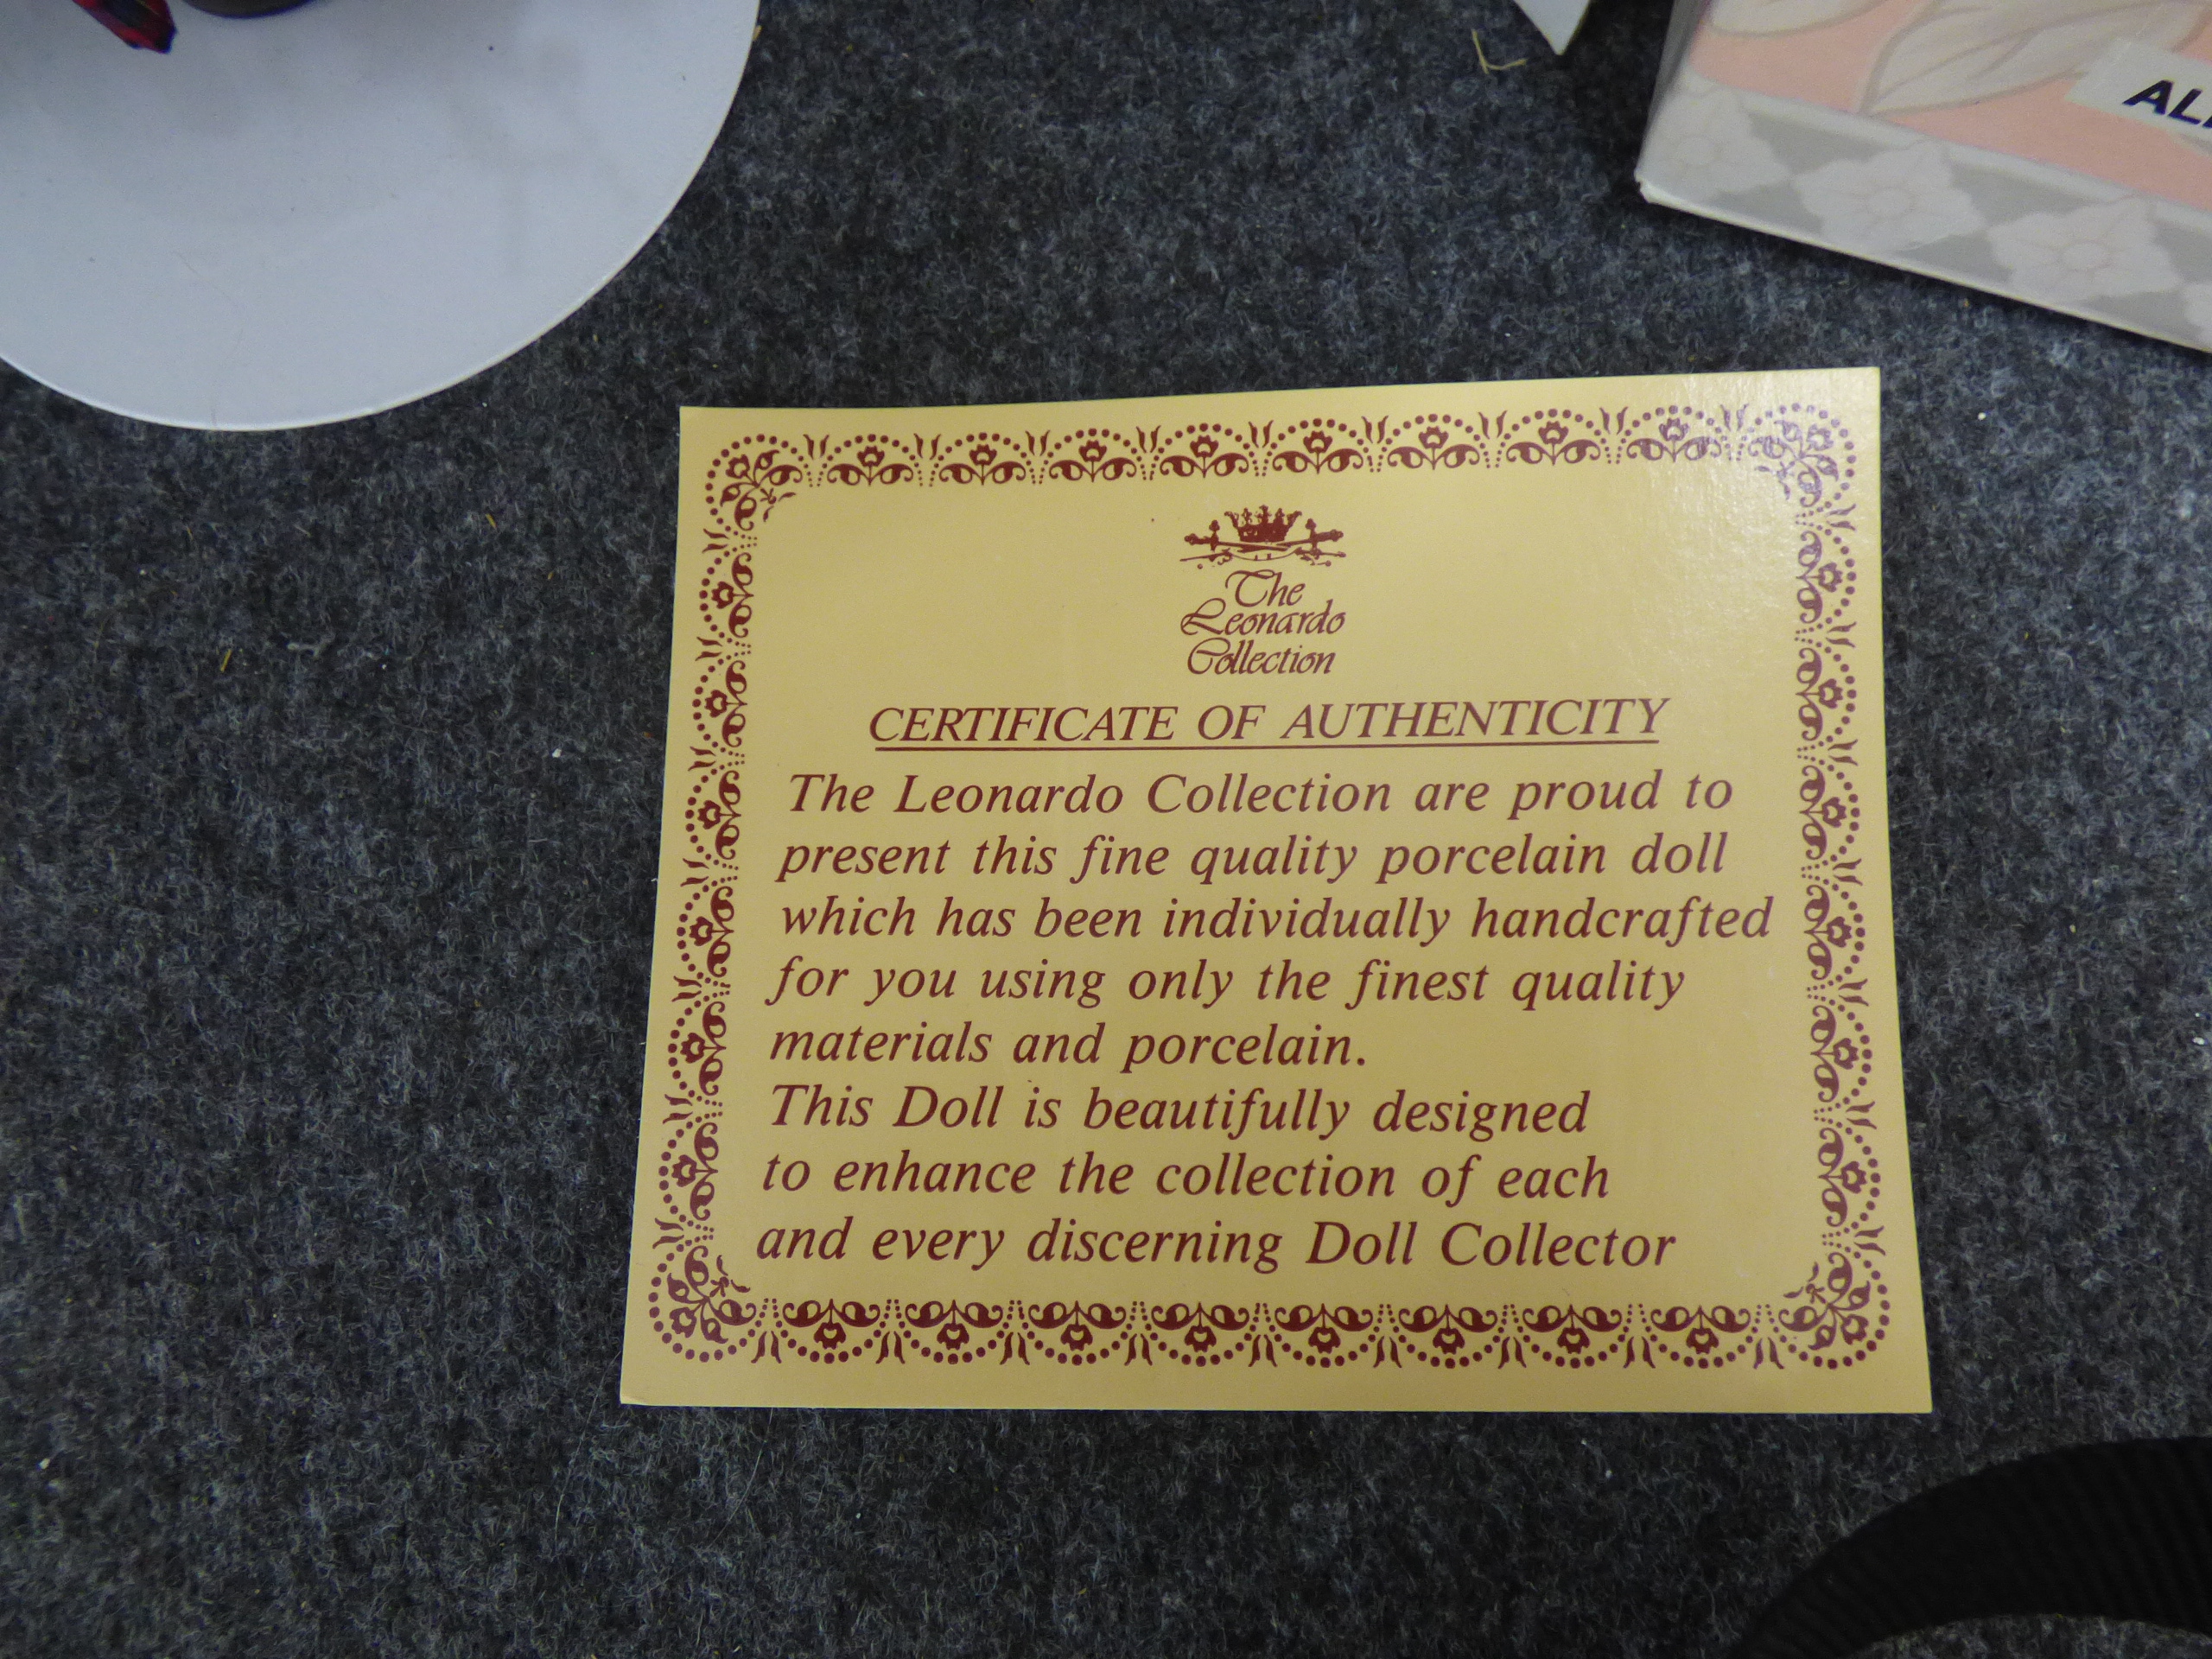 The
Leonardo
Collection
CERTIFICATE OF AUTHENTICITY
The Leonardo Collection are proud to
present this fine quality porcelain doll
which has been individually handcrafted
for you using only the finest quality
materials and porcelain.
This Doll is beautifully designed
to enhance the collection of each
and every discerning Doll Collector